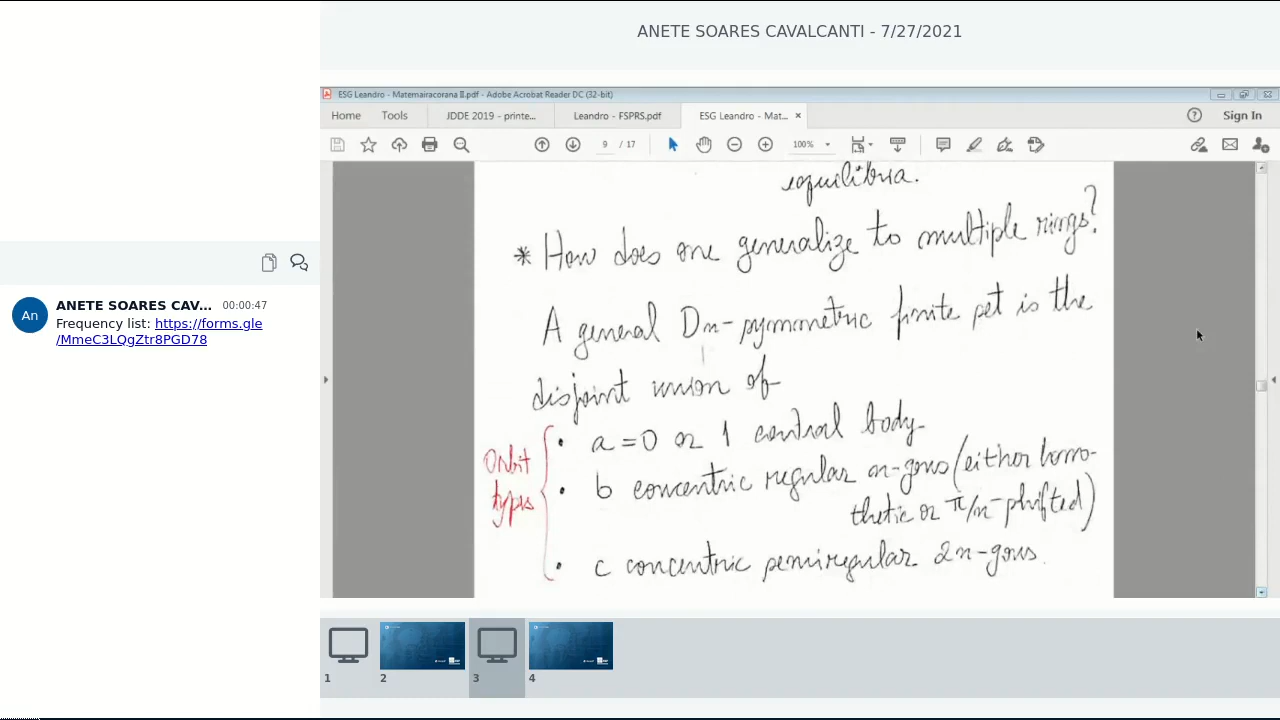 ANETE SOARES CAVALCANTI - 7/27/2021
ANETE SOARES CAV... 00:00:47
An
Frequency list: https://forms.gle
/MmeC3LQgZtr8PGD78
ESG Leandro - Matemairacorana II.pdf - Adobe Acrobat Reader DC (32-bit)
Home Tools JDDE 2019 - printe... Leandro - FSPRS.pdf ESG Leandro - Mat... × Sign In
9 / 17 100%
equilibria.
* How does one generalize to multiple rings?
A general Dn-symmetric finite set is the
disjoint union of
Orbit
types
• a=0 or 1 central body
• b concentric regular n-gons (either homo-
thetic or π/n-shifted)
• c concentric semiregular 2n-gons.
1 2 3 4